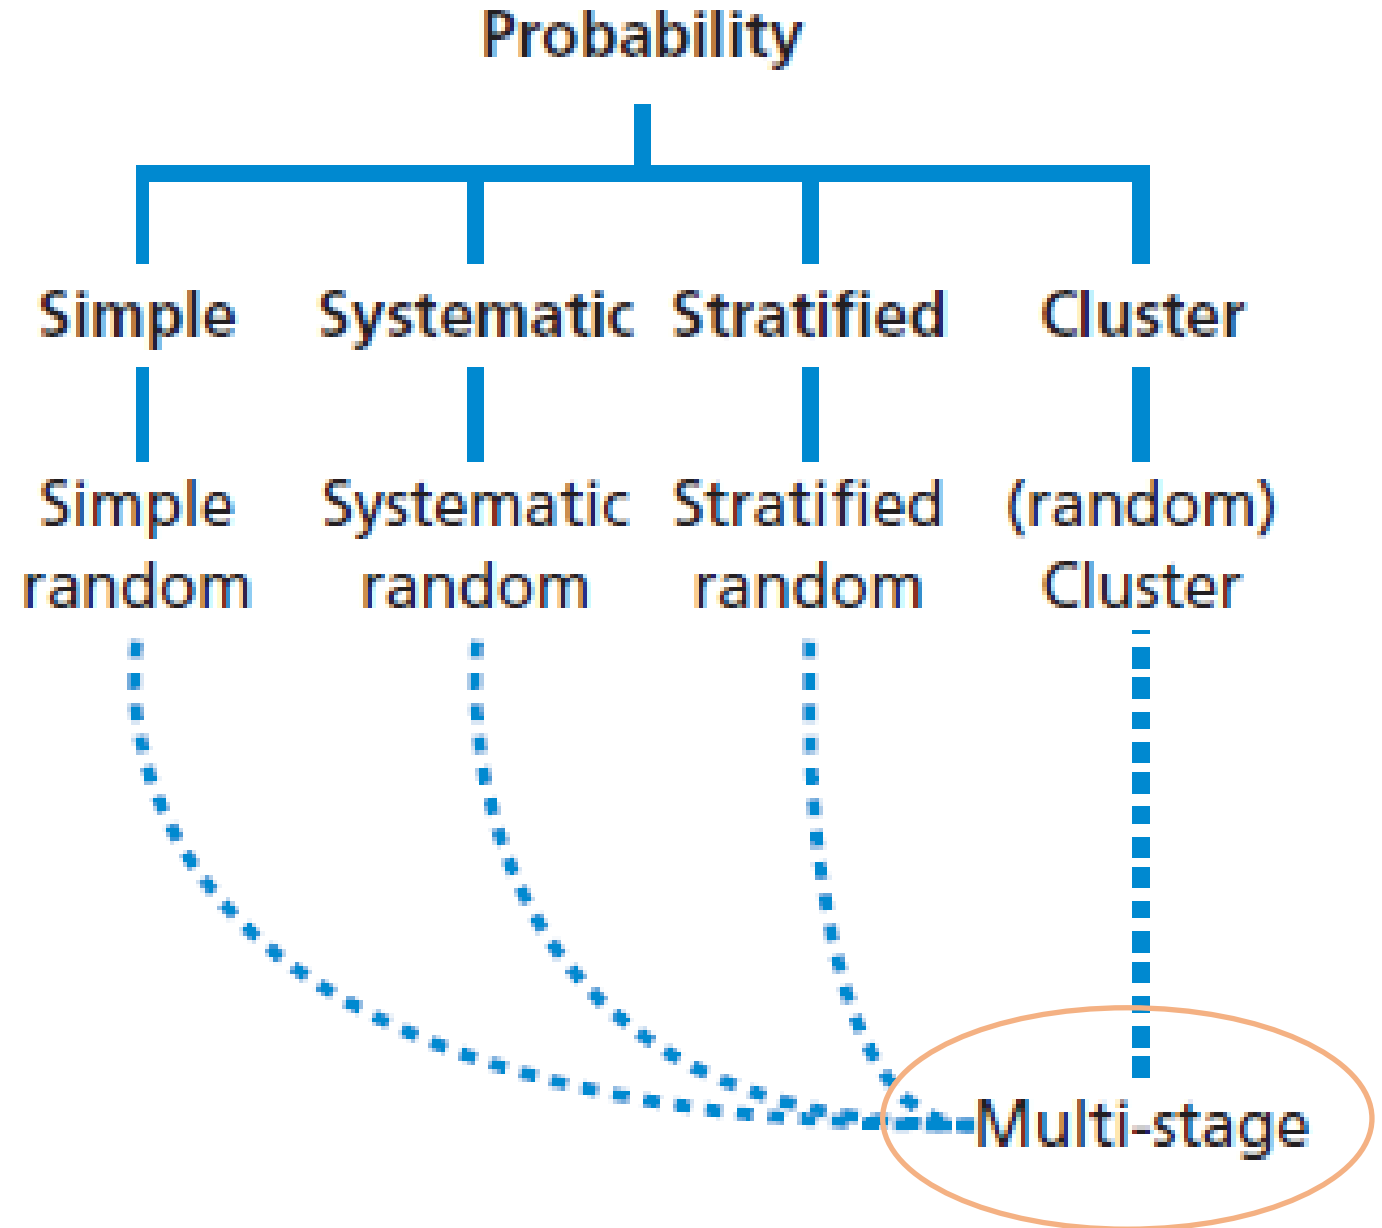 Probability
Simple
Systematic
Stratified
Cluster
Simple
random
Systematic
random
Stratified
random
(random)
Cluster
Multi-stage